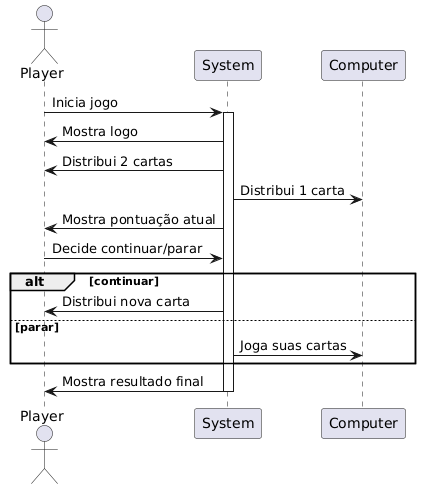 Player
System
Computer
Inicia jogo
Mostra logo
Distribui 2 cartas
Distribui 1 carta
Mostra pontuação atual
Decide continuar/parar
alt [continuar]
Distribui nova carta
[parar]
Joga suas cartas
Mostra resultado final
Player
System
Computer